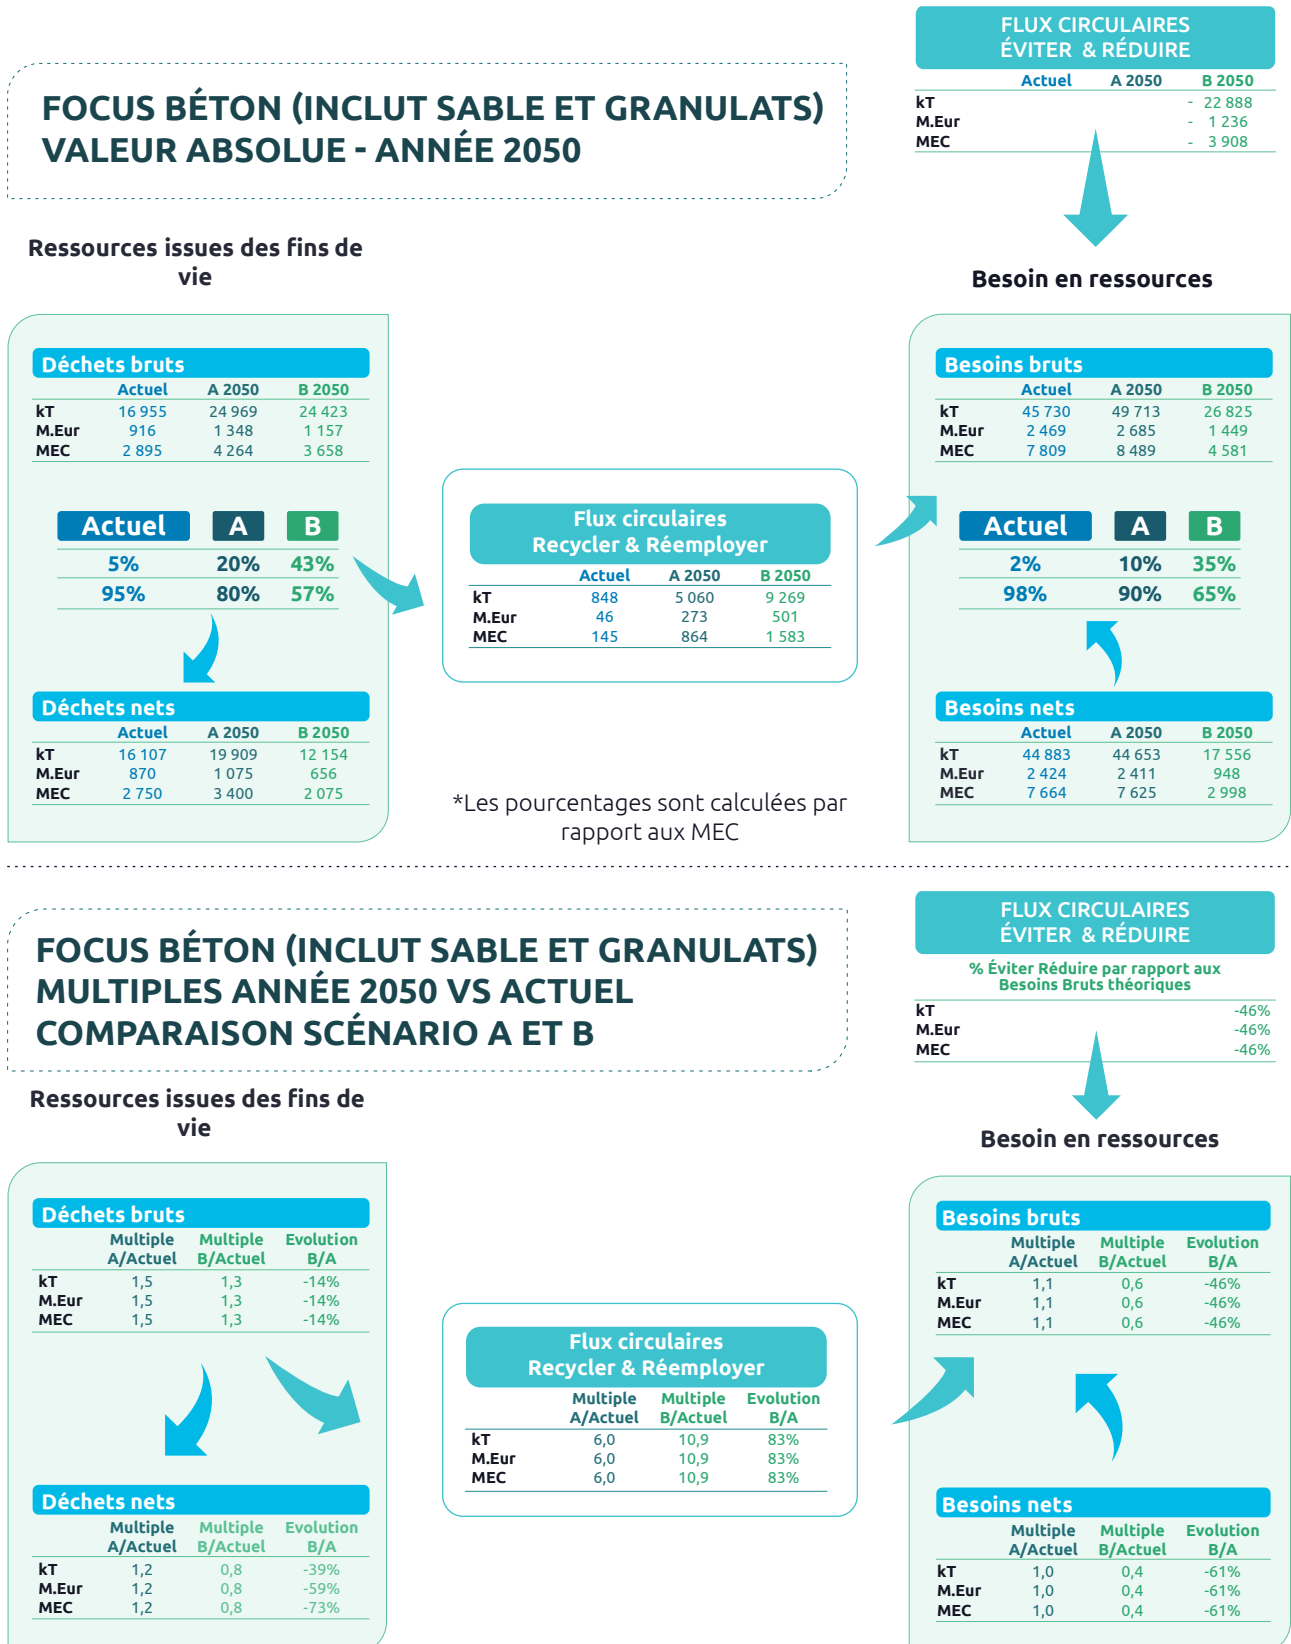 FLUX CIRCULAIRES
ÉVITER & RÉDUIRE
Actuel A 2050 B 2050
kT - 22 888
M.Eur - 1 236
MEC - 3 908
FOCUS BÉTON (INCLUT SABLE ET GRANULATS)
VALEUR ABSOLUE - ANNÉE 2050
Ressources issues des fins de
vie
Besoin en ressources
Déchets bruts
Actuel A 2050 B 2050
kT 16 955 24 969 24 423
M.Eur 916 1 348 1 157
MEC 2 895 4 264 3 658
Actuel A B
5% 20% 43%
95% 80% 57%
Déchets nets
Actuel A 2050 B 2050
kT 16 107 19 909 12 154
M.Eur 870 1 075 656
MEC 2 750 3 400 2 075
Flux circulaires
Recycler & Réemployer
Actuel A 2050 B 2050
kT 848 5 060 9 269
M.Eur 46 273 501
MEC 145 864 1 583
*Les pourcentages sont calculées par
rapport aux MEC
Besoins bruts
Actuel A 2050 B 2050
kT 45 730 49 713 26 825
M.Eur 2 469 2 685 1 449
MEC 7 809 8 489 4 581
Actuel A B
2% 10% 35%
98% 90% 65%
Besoins nets
Actuel A 2050 B 2050
kT 44 883 44 653 17 556
M.Eur 2 424 2 411 948
MEC 7 664 7 625 2 998
FOCUS BÉTON (INCLUT SABLE ET GRANULATS)
MULTIPLES ANNÉE 2050 VS ACTUEL
COMPARAISON SCÉNARIO A ET B
FLUX CIRCULAIRES
ÉVITER & RÉDUIRE
% Éviter Réduire par rapport aux
Besoins Bruts théoriques
kT -46%
M.Eur -46%
MEC -46%
Ressources issues des fins de
vie
Besoin en ressources
Déchets bruts
Multiple Multiple Evolution
A/Actuel B/Actuel B/A
kT 1,5 1,3 -14%
M.Eur 1,5 1,3 -14%
MEC 1,5 1,3 -14%
Déchets nets
Multiple Multiple Evolution
A/Actuel B/Actuel B/A
kT 1,2 0,8 -39%
M.Eur 1,2 0,8 -59%
MEC 1,2 0,8 -73%
Flux circulaires
Recycler & Réemployer
Multiple Multiple Evolution
A/Actuel B/Actuel B/A
kT 6,0 10,9 83%
M.Eur 6,0 10,9 83%
MEC 6,0 10,9 83%
Besoins bruts
Multiple Multiple Evolution
A/Actuel B/Actuel B/A
kT 1,1 0,6 -46%
M.Eur 1,1 0,6 -46%
MEC 1,1 0,6 -46%
Besoins nets
Multiple Multiple Evolution
A/Actuel B/Actuel B/A
kT 1,0 0,4 -61%
M.Eur 1,0 0,4 -61%
MEC 1,0 0,4 -61%